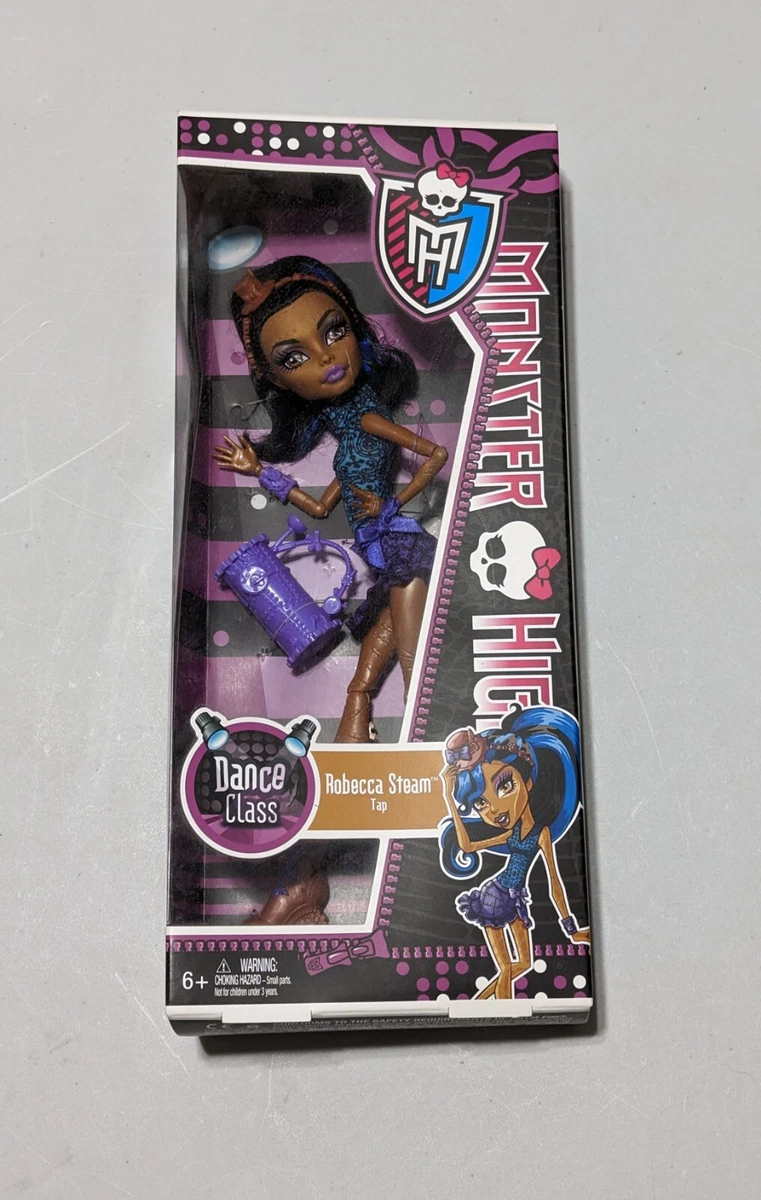 MH
MONSTER HIGH
Dance
Class
Robecca Steam™
Tap
6+
WARNING:
CHOKING HAZARD – Small parts.
Not for children under 3 years.